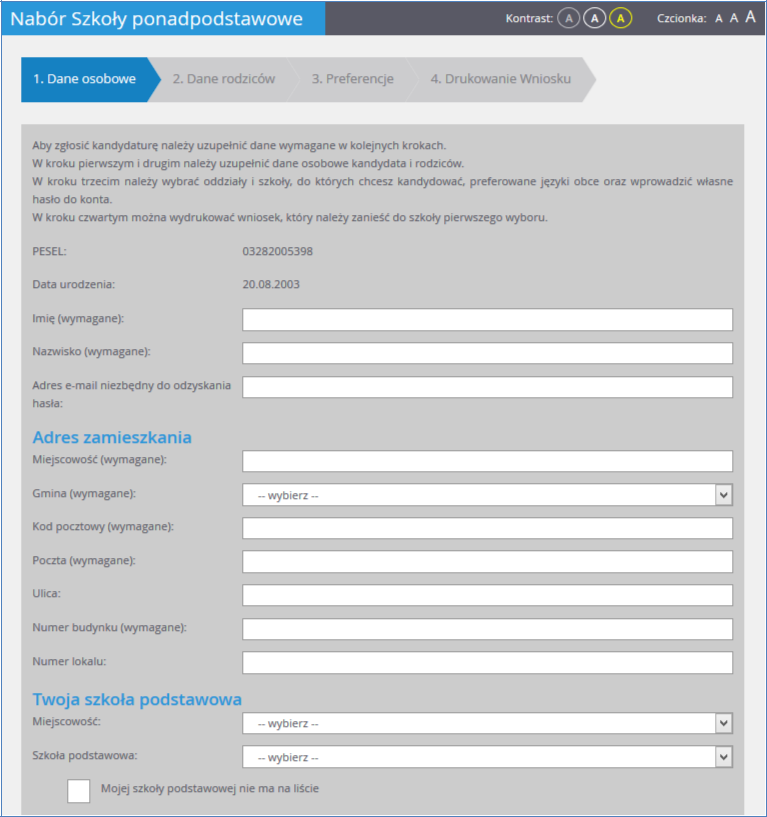 Nabór Szkoły ponadpodstawowe
Kontrast: A A A Czcionka: A A A
1. Dane osobowe 2. Dane rodziców 3. Preferencje 4. Drukowanie Wniosku
Aby zgłosić kandydaturę należy uzupełnić dane wymagane w kolejnych krokach.
W kroku pierwszym i drugim należy uzupełnić dane osobowe kandydata i rodziców.
W kroku trzecim należy wybrać oddziały i szkoły, do których chcesz kandydować, preferowane języki obce oraz wprowadzić własne
hasło do konta.
W kroku czwartym można wydrukować wniosek, który należy zanieść do szkoły pierwszego wyboru.
PESEL: 03282005398
Data urodzenia: 20.08.2003
Imię (wymagane):
Nazwisko (wymagane):
Adres e-mail niezbędny do odzyskania
hasła:
Adres zamieszkania
Miejscowość (wymagane):
Gmina (wymagane): -- wybierz --
Kod pocztowy (wymagane):
Poczta (wymagane):
Ulica:
Numer budynku (wymagane):
Numer lokalu:
Twoja szkoła podstawowa
Miejscowość: -- wybierz --
Szkoła podstawowa: -- wybierz --
Mojej szkoły podstawowej nie ma na liście